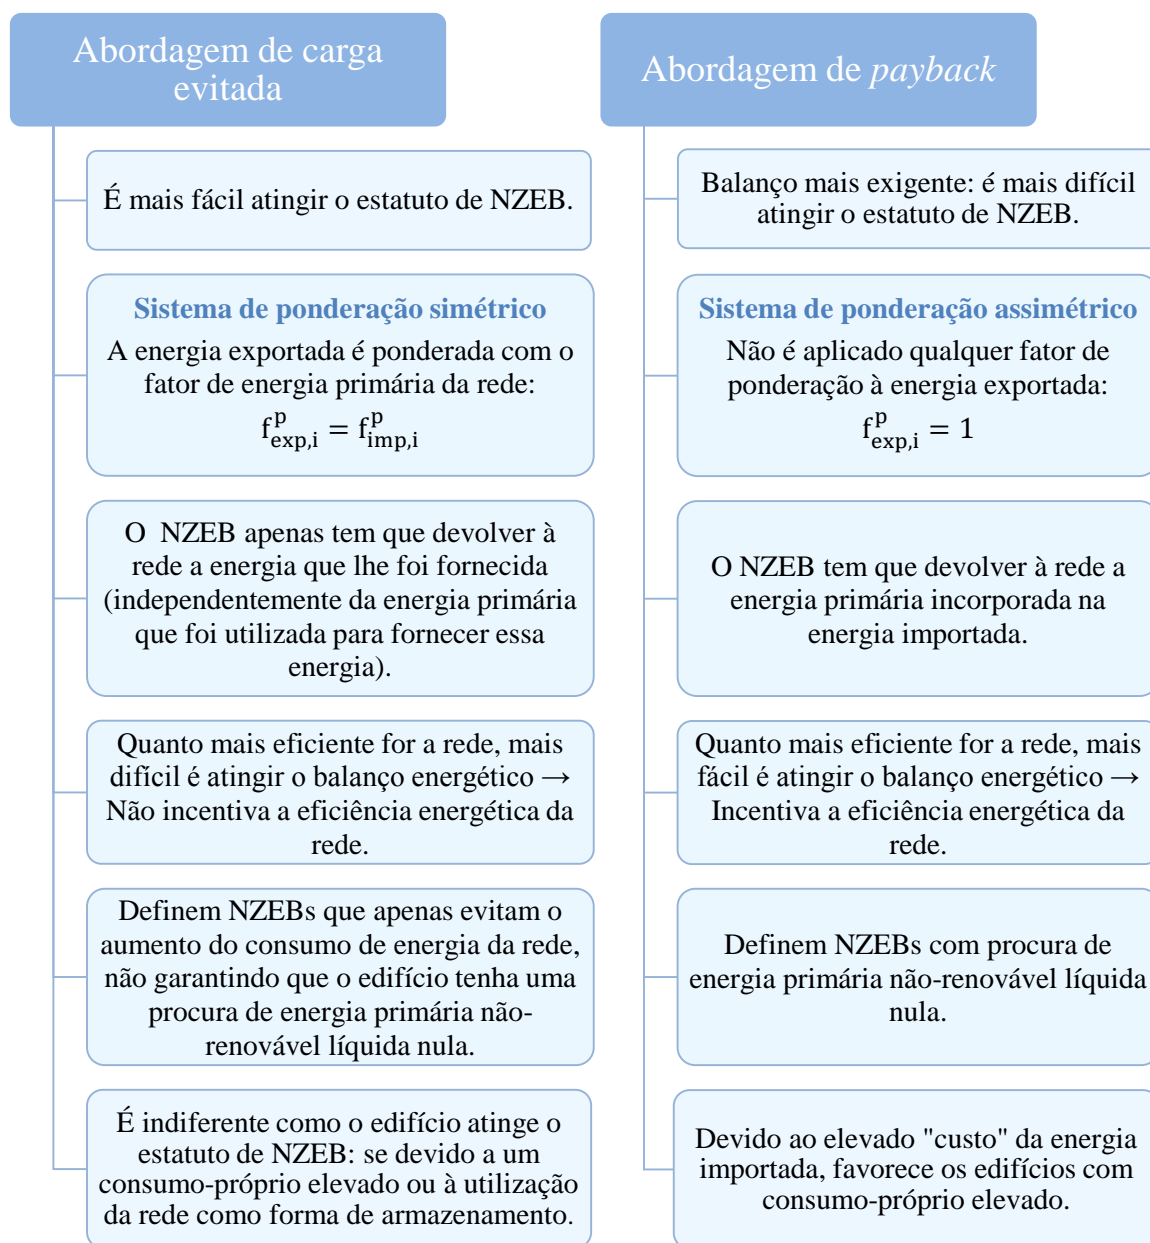 Abordagem de carga
evitada
É mais fácil atingir o estatuto de NZEB.
Sistema de ponderação simétrico
A energia exportada é ponderada com o
fator de energia primária da rede:
f^p_exp,i = f^p_imp,i
O NZEB apenas tem que devolver à
rede a energia que lhe foi fornecida
(independentemente da energia primária
que foi utilizada para fornecer essa
energia).
Quanto mais eficiente for a rede, mais
difícil é atingir o balanço energético →
Não incentiva a eficiência energética da
rede.
Definem NZEBs que apenas evitam o
aumento do consumo de energia da rede,
não garantindo que o edifício tenha uma
procura de energia primária não-
renovável líquida nula.
É indiferente como o edifício atinge o
estatuto de NZEB: se devido a um
consumo-próprio elevado ou à utilização
da rede como forma de armazenamento.
Abordagem de payback
Balanço mais exigente: é mais difícil
atingir o estatuto de NZEB.
Sistema de ponderação assimétrico
Não é aplicado qualquer fator de
ponderação à energia exportada:
f^p_exp,i = 1
O NZEB tem que devolver à rede a
energia primária incorporada na
energia importada.
Quanto mais eficiente for a rede, mais
fácil é atingir o balanço energético →
Incentiva a eficiência energética da
rede.
Definem NZEBs com procura de
energia primária não-renovável líquida
nula.
Devido ao elevado "custo" da energia
importada, favorece os edifícios com
consumo-próprio elevado.